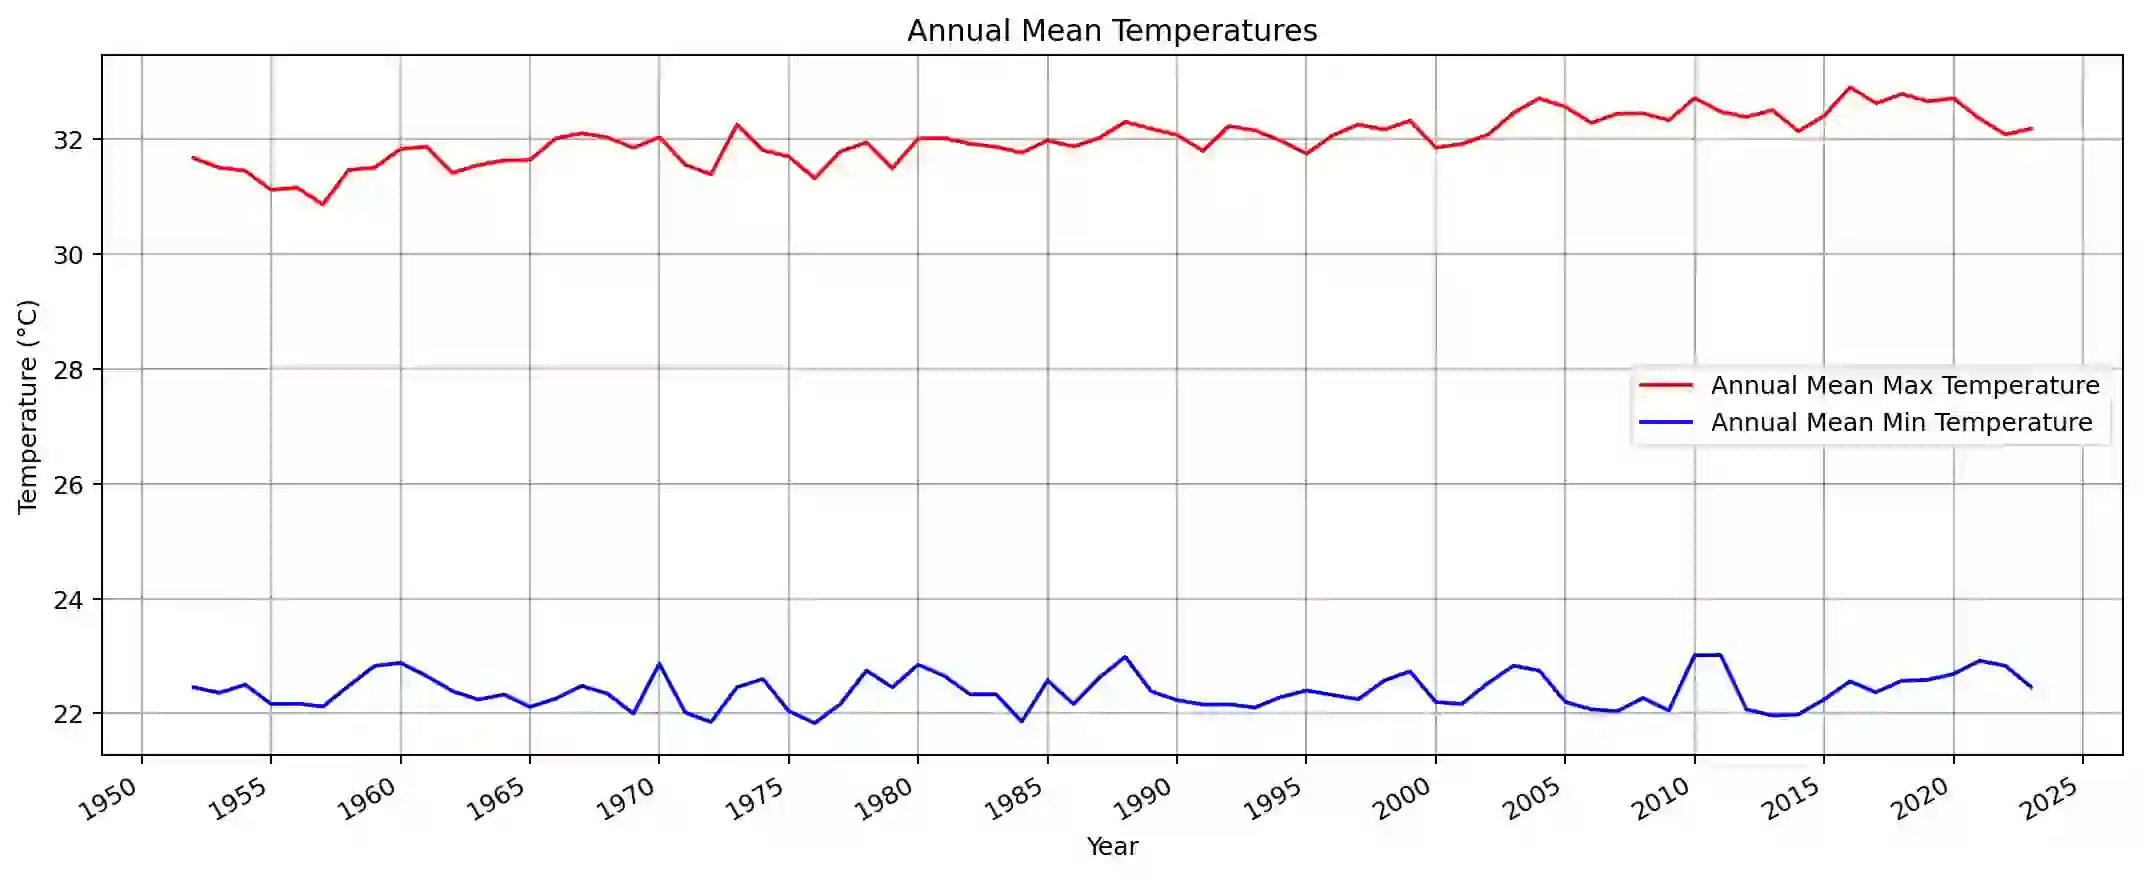 Annual Mean Temperatures
32
30
28
26
24
22
Temperature (°C)
Annual Mean Max Temperature
Annual Mean Min Temperature
1950 1955 1960 1965 1970 1975 1980 1985 1990 1995 2000 2005 2010 2015 2020 2025
Year